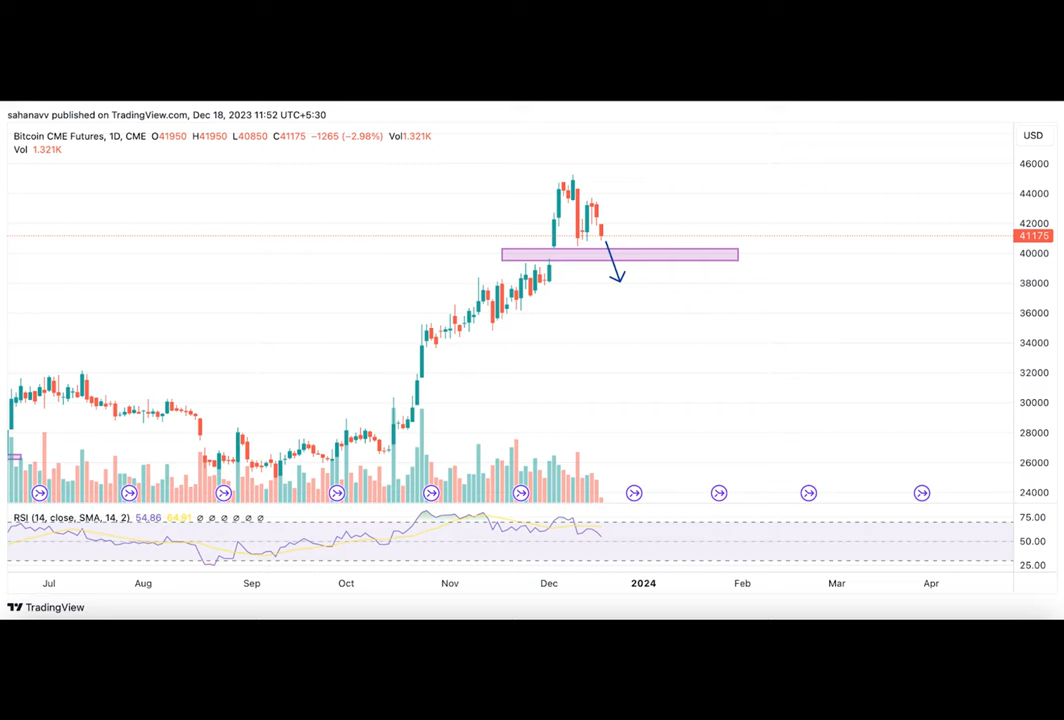 sahanavv published on TradingView.com, Dec 18, 2023 11:52 UTC+5:30
Bitcoin CME Futures, 1D, CME O41950 H41950 L40850 C41175 −1265 (−2.98%) Vol1.321K
Vol 1.321K
USD
46000
44000
42000
41175
40000
38000
36000
34000
32000
30000
28000
26000
24000
RSI (14, close, SMA, 14, 2) 54.86 64.91 ∅ ∅ ∅ ∅ ∅ ∅
75.00
50.00
25.00
Jul Aug Sep Oct Nov Dec 2024 Feb Mar Apr
TradingView